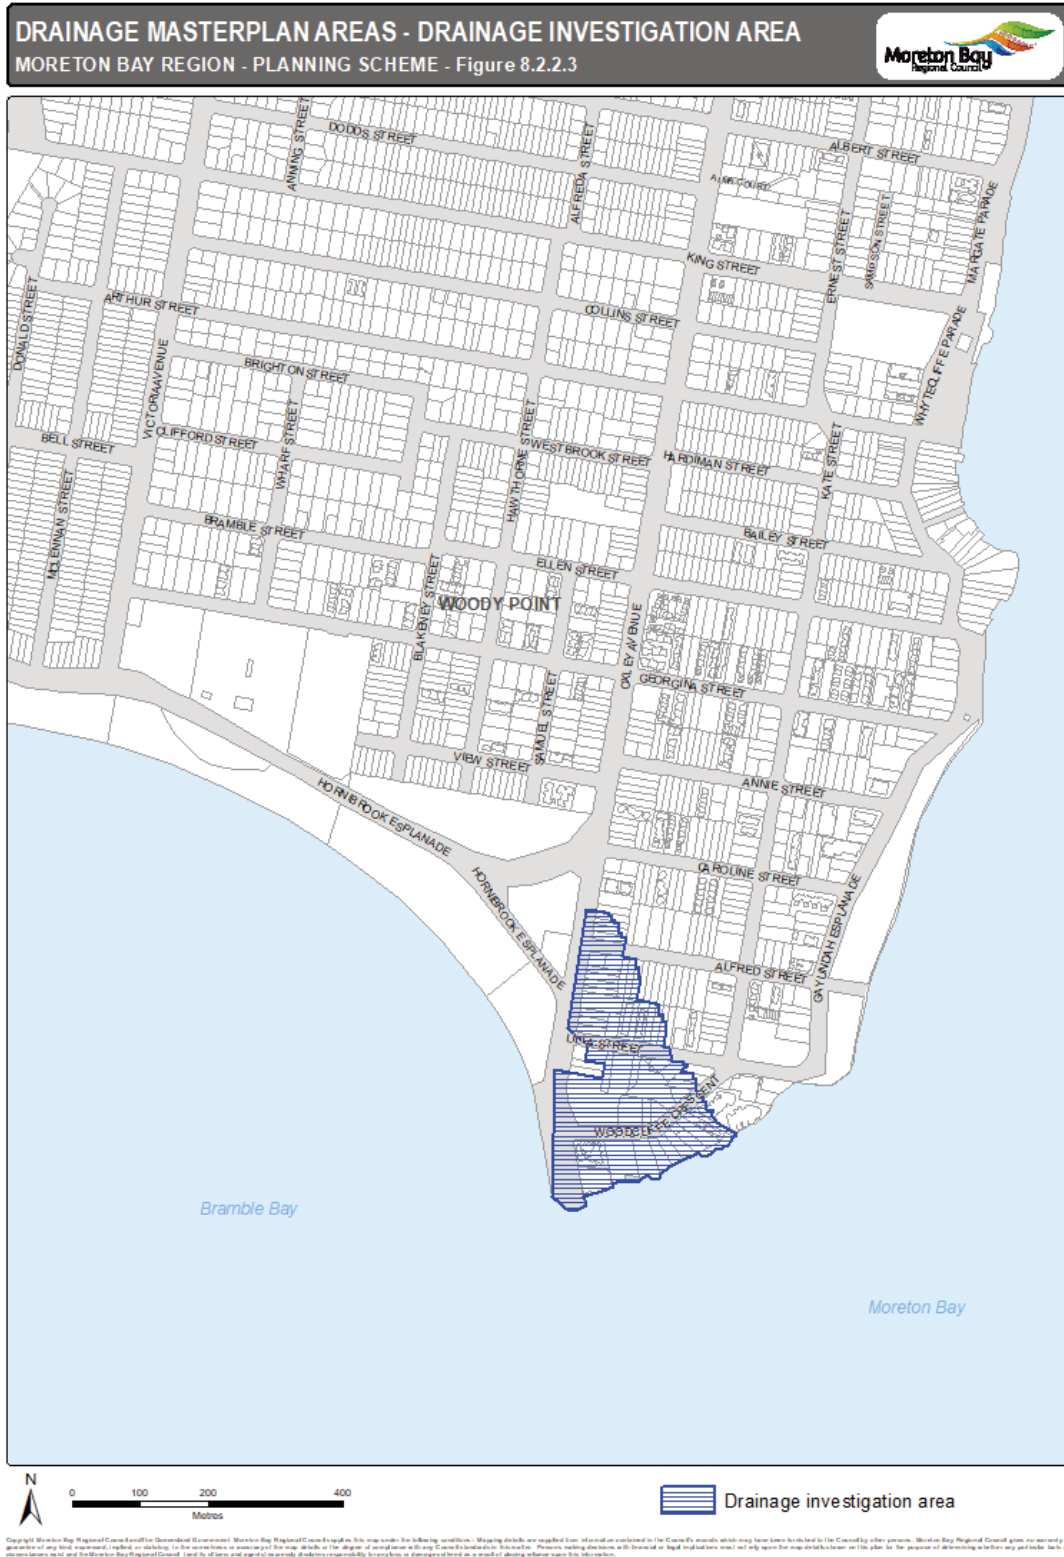 DRAINAGE MASTERPLAN AREAS - DRAINAGE INVESTIGATION AREA
MORETON BAY REGION - PLANNING SCHEME - Figure 8.2.2.3
Moreton Bay
Regional Council
DODDS STREET
ANNING STREET
ALFREDA STREET
ALBERT STREET
ALMA COURT
MARGATE PARADE
SAMPSON STREET
ERNEST STREET
KING STREET
DONALD STREET
ARTHUR STREET
COLLINS STREET
WHYTECLIFFE PARADE
VICTORIA AVENUE
BRIGHTON STREET
BELL STREET
CLIFFORD STREET
WHARF STREET
HAWTHORNE STREET
WESTBROOK STREET
HARDIMAN STREET
KATE STREET
MCLENNAN STREET
BRAMBLE STREET
BAILEY STREET
ELLEN STREET
BLAKENEY STREET
WOODY POINT
OXLEY AVENUE
GEORGINA STREET
SAMUEL STREET
VIEW STREET
ANNIE STREET
HORNIBROOK ESPLANADE
CAROLINE STREET
HORNIBROOK ESPLANADE
GAYUNDAH ESPLANADE
ALFRED STREET
LILLA STREET
WOODCLIFFE CRESCENT
Bramble Bay
Moreton Bay
N
0 100 200 400
Metres
Drainage investigation area